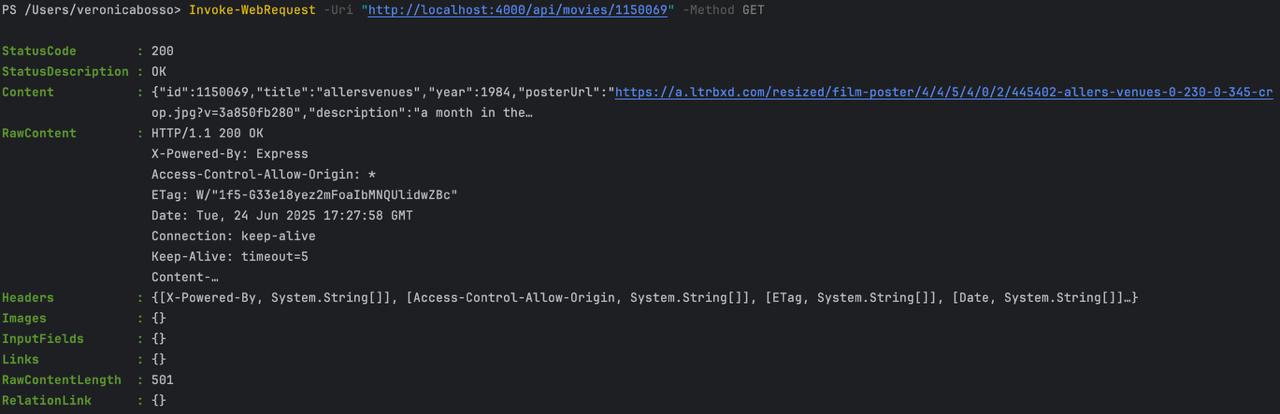 PS /Users/veronicabosso> Invoke-WebRequest -Uri "http://localhost:4000/api/movies/1150069" -Method GET
StatusCode        : 200
StatusDescription : OK
Content           : {"id":1150069,"title":"allersvenues","year":1984,"posterUrl":"https://a.ltrbxd.com/resized/film-poster/4/4/5/4/0/2/445402-allers-venues-0-230-0-345-cr
                    op.jpg?v=3a850fb280","description":"a month in the…
RawContent        : HTTP/1.1 200 OK
                    X-Powered-By: Express
                    Access-Control-Allow-Origin: *
                    ETag: W/"1f5-G33e18yez2mFoaIbMNQUlidwZBc"
                    Date: Tue, 24 Jun 2025 17:27:58 GMT
                    Connection: keep-alive
                    Keep-Alive: timeout=5
                    Content-…
Headers           : {[X-Powered-By, System.String[]], [Access-Control-Allow-Origin, System.String[]], [ETag, System.String[]], [Date, System.String[]]…}
Images            : {}
InputFields       : {}
Links             : {}
RawContentLength  : 501
RelationLink      : {}